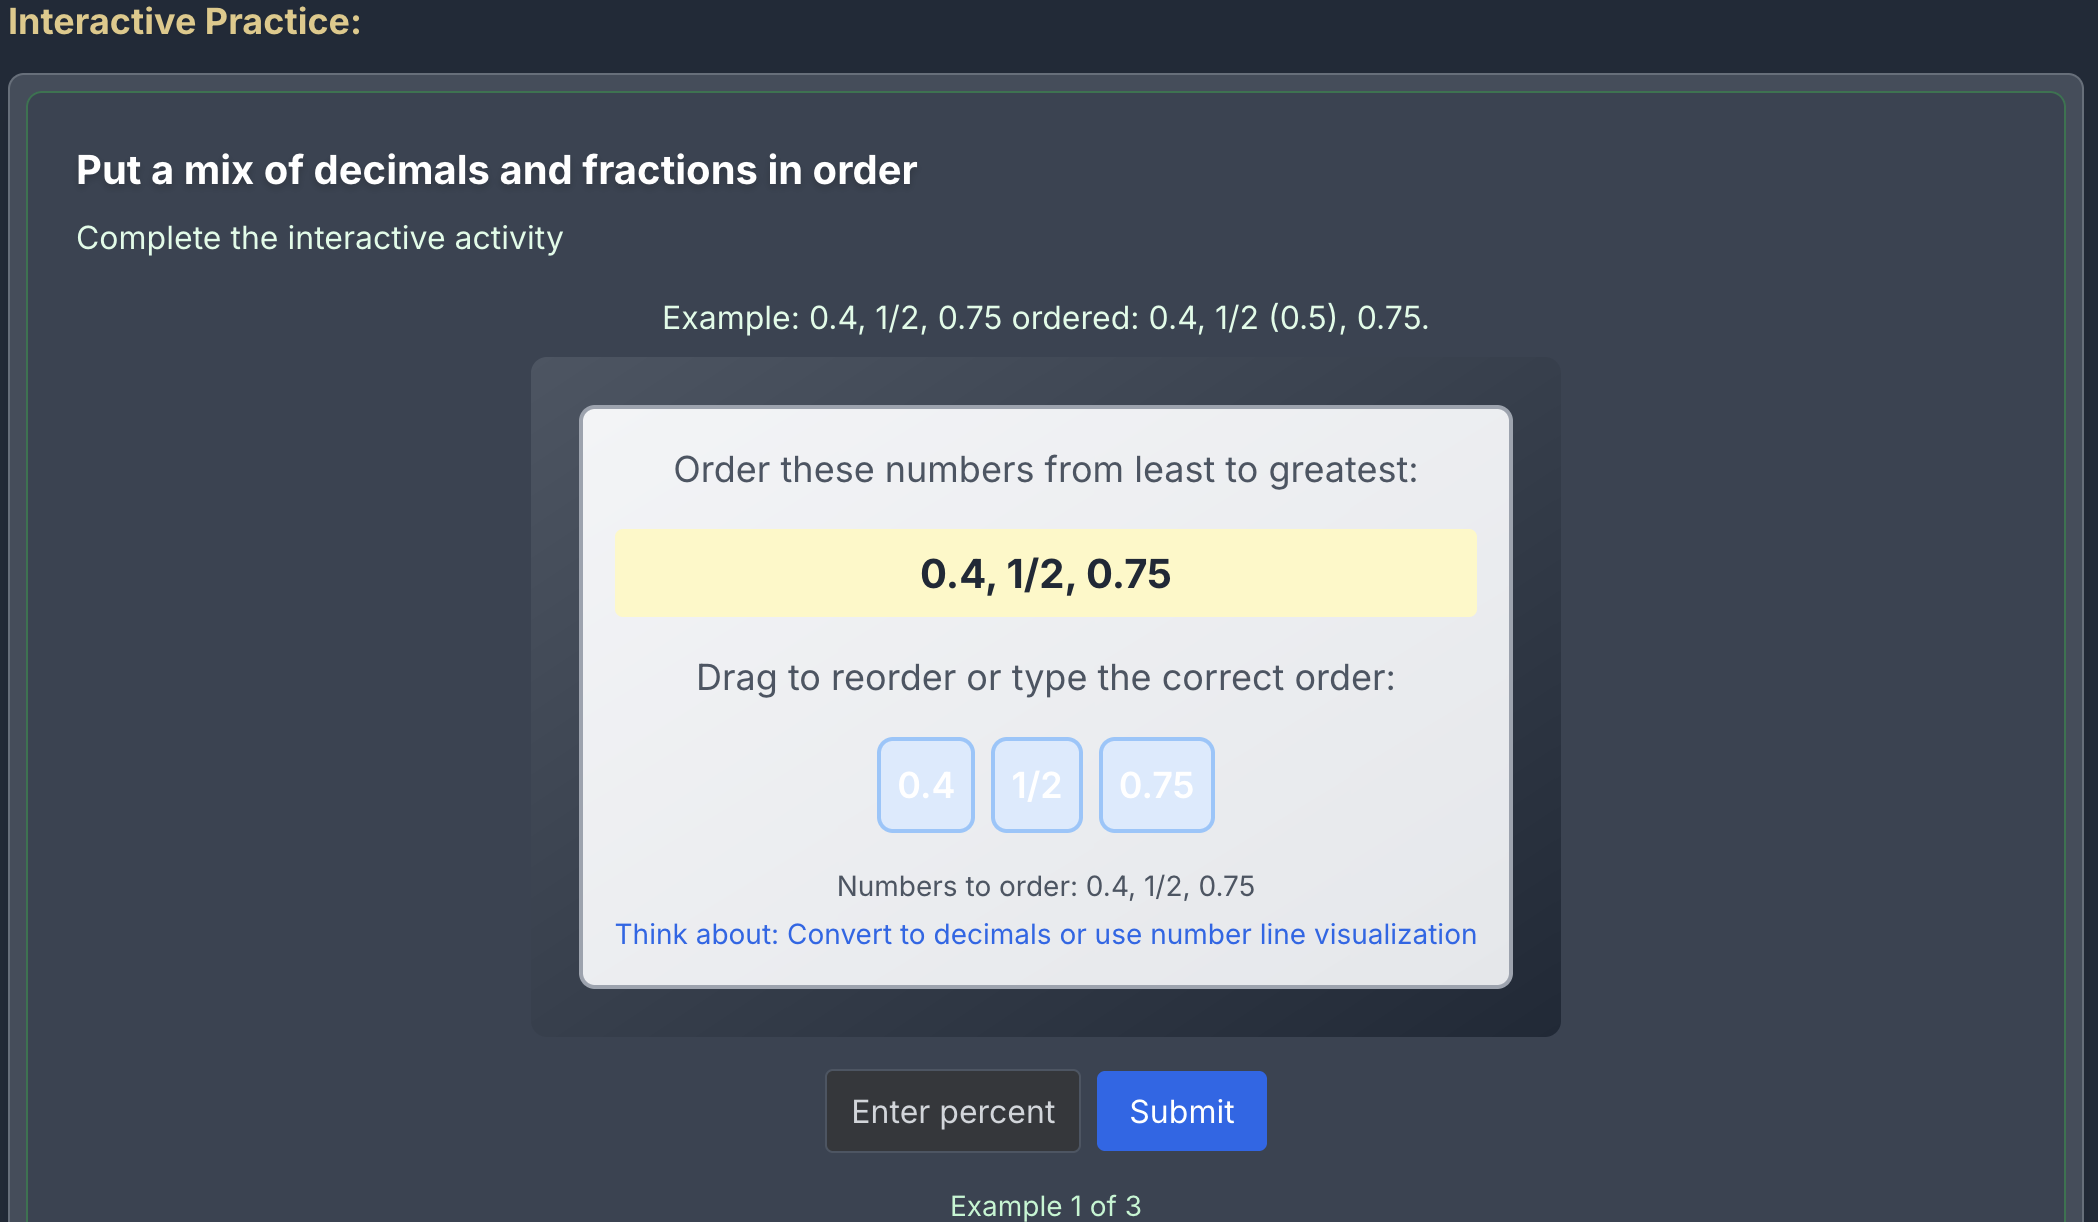 Interactive Practice:
Put a mix of decimals and fractions in order
Complete the interactive activity
Example: 0.4, 1/2, 0.75 ordered: 0.4, 1/2 (0.5), 0.75.
Order these numbers from least to greatest:
0.4, 1/2, 0.75
Drag to reorder or type the correct order:
0.4 1/2 0.75
Numbers to order: 0.4, 1/2, 0.75
Think about: Convert to decimals or use number line visualization
Enter percent Submit
Example 1 of 3